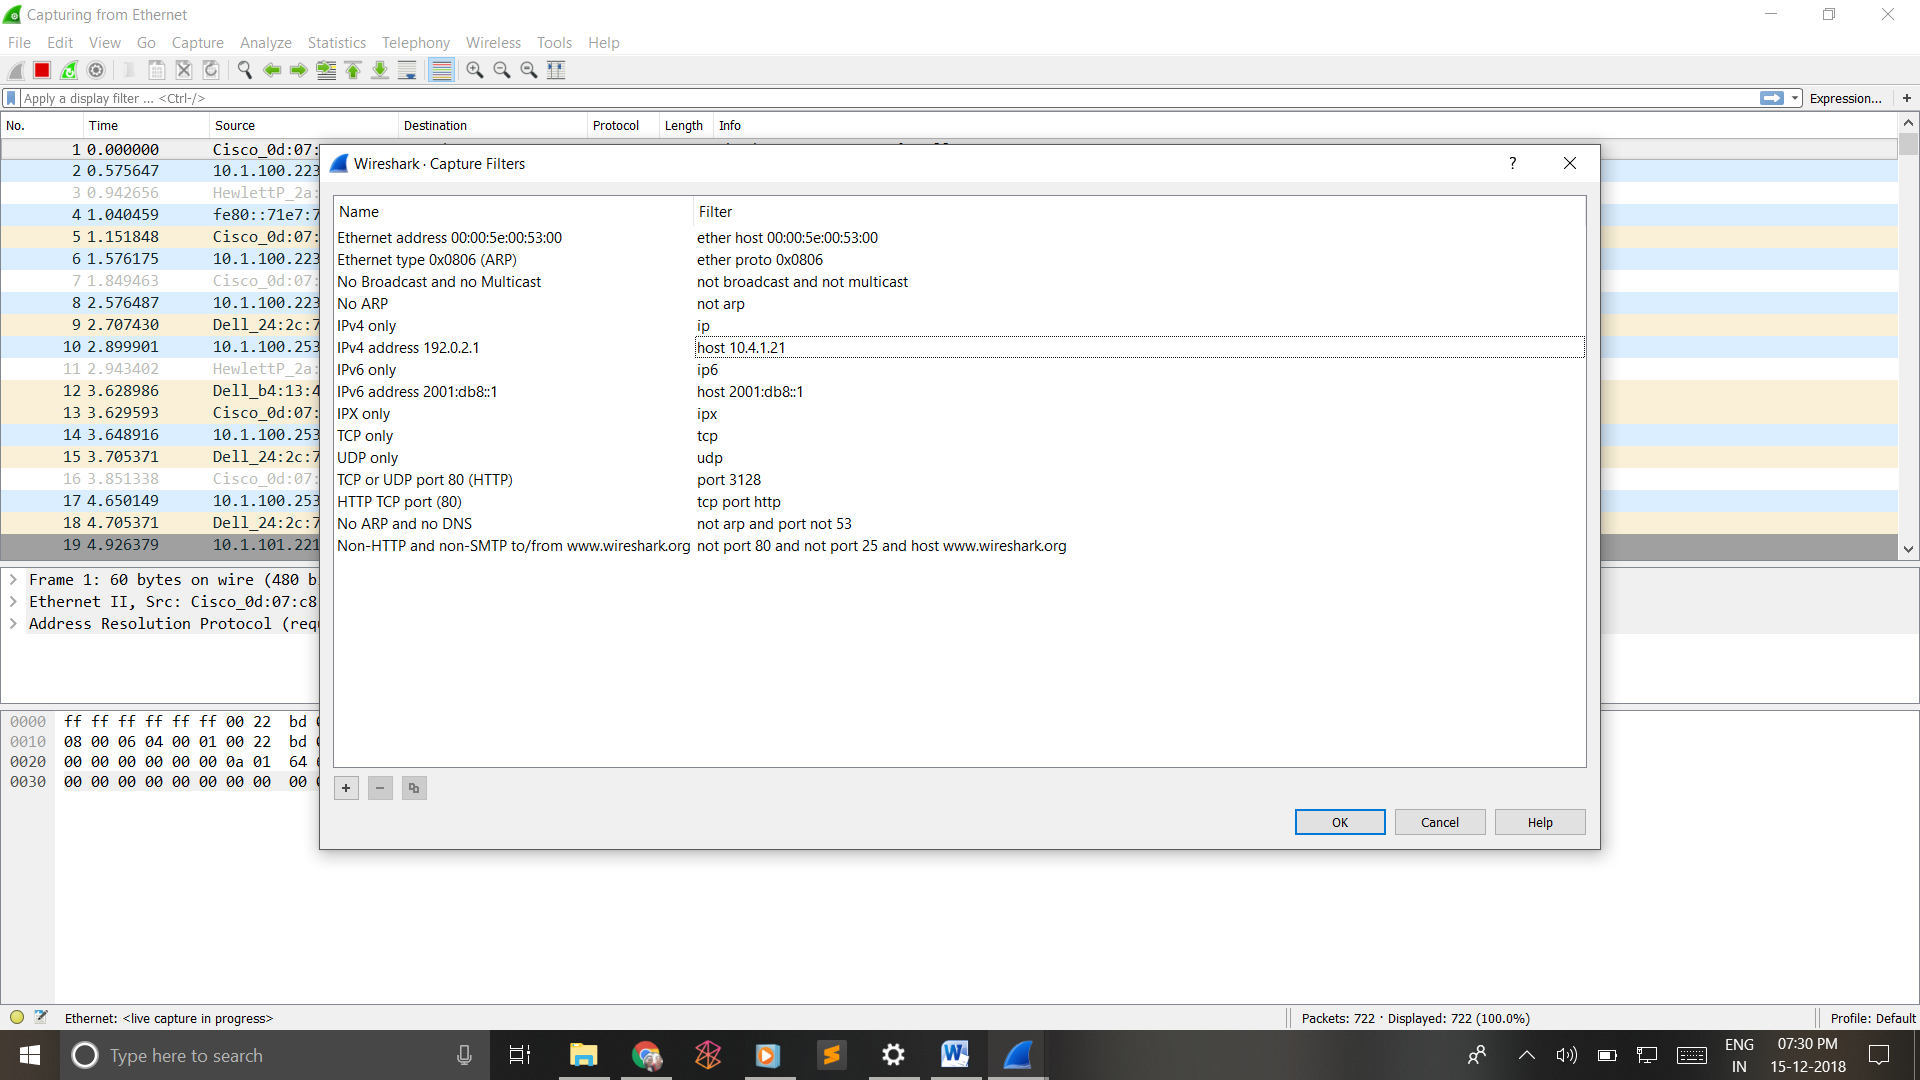 Capturing from Ethernet
File Edit View Go Capture Analyze Statistics Telephony Wireless Tools Help
Apply a display filter ... <Ctrl-/> Expression... +
No. Time Source Destination Protocol Length Info
1 0.000000 Cisco_0d:07:
2 0.575647 10.1.100.223
3 0.942656 HewlettP_2a:
4 1.040459 fe80::71e7:7
5 1.151848 Cisco_0d:07:
6 1.576175 10.1.100.223
7 1.849463 Cisco_0d:07:
8 2.576487 10.1.100.223
9 2.707430 Dell_24:2c:7
10 2.899901 10.1.100.253
11 2.943402 HewlettP_2a:
12 3.628986 Dell_b4:13:4
13 3.629593 Cisco_0d:07:
14 3.648916 10.1.100.253
15 3.705371 Dell_24:2c:7
16 3.851338 Cisco_0d:07:
17 4.650149 10.1.100.253
18 4.705371 Dell_24:2c:7
19 4.926379 10.1.101.221
Frame 1: 60 bytes on wire (480 b
Ethernet II, Src: Cisco_0d:07:c8
Address Resolution Protocol (requ
0000 ff ff ff ff ff ff 00 22 bd
0010 08 00 06 04 00 01 00 22 bd
0020 00 00 00 00 00 00 0a 01 64
0030 00 00 00 00 00 00 00 00 00
Wireshark · Capture Filters ?
Name Filter
Ethernet address 00:00:5e:00:53:00 ether host 00:00:5e:00:53:00
Ethernet type 0x0806 (ARP) ether proto 0x0806
No Broadcast and no Multicast not broadcast and not multicast
No ARP not arp
IPv4 only ip
IPv4 address 192.0.2.1 host 10.4.1.21
IPv6 only ip6
IPv6 address 2001:db8::1 host 2001:db8::1
IPX only ipx
TCP only tcp
UDP only udp
TCP or UDP port 80 (HTTP) port 3128
HTTP TCP port (80) tcp port http
No ARP and no DNS not arp and port not 53
Non-HTTP and non-SMTP to/from www.wireshark.org not port 80 and not port 25 and host www.wireshark.org
+ −
OK Cancel Help
Ethernet: <live capture in progress> Packets: 722 · Displayed: 722 (100.0%) Profile: Default
Type here to search
ENG
IN
07:30 PM
15-12-2018